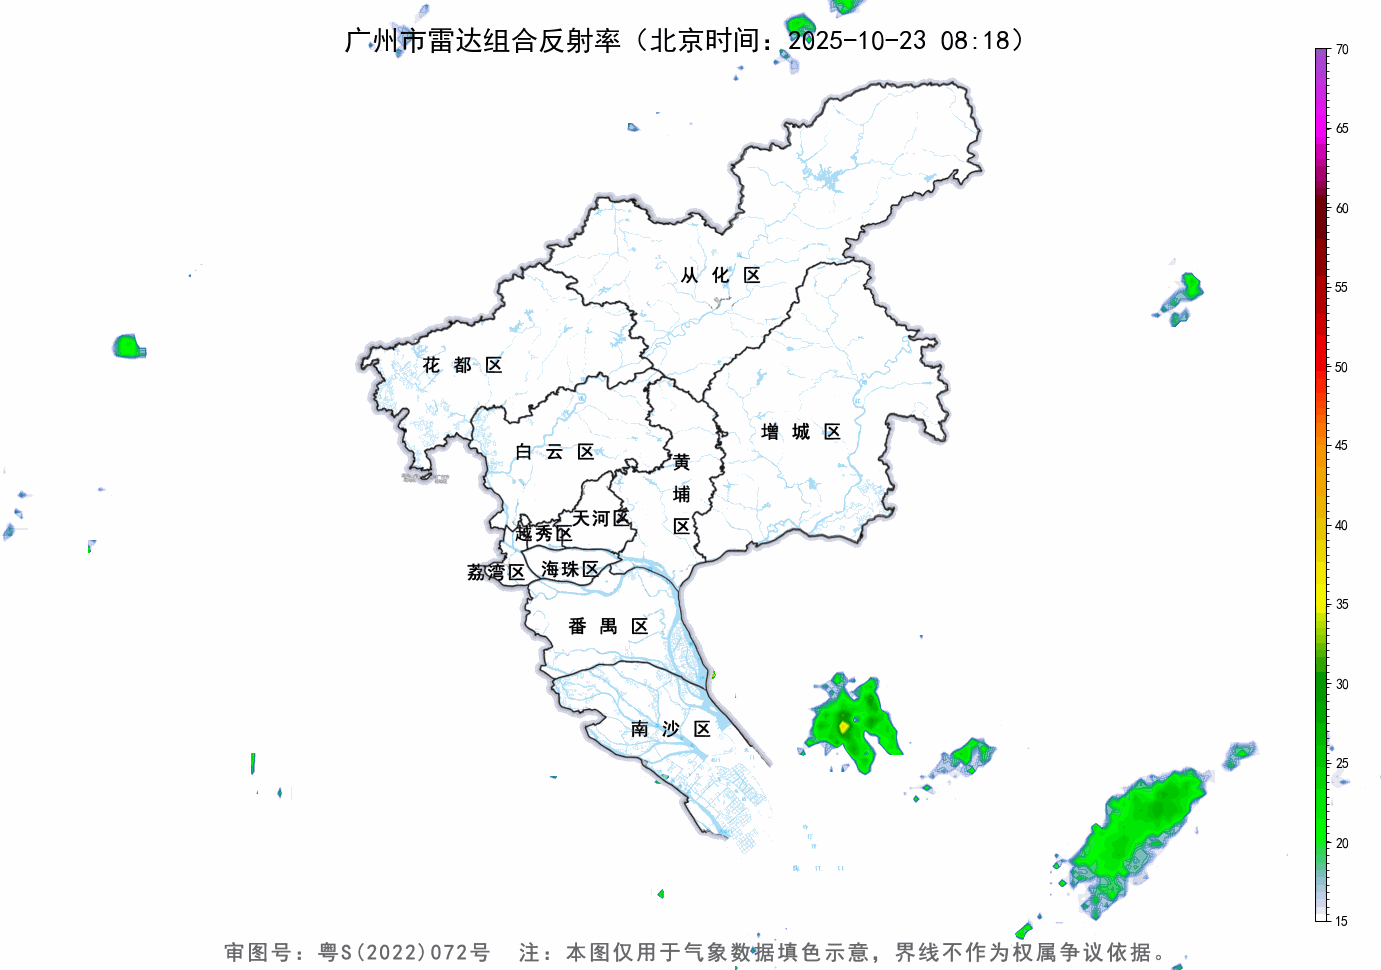 广州市雷达组合反射率（北京时间：2025-10-23 08:18）
70
65
60
55
50
45
40
35
30
25
20
15
从化区
花都区
增城区
白云区
黄埔区
天河区
越秀区
荔湾区
海珠区
番禺区
南沙区
审图号：粤S(2022)072号 注：本图仅用于气象数据填色示意，界线不作为权属争议依据。